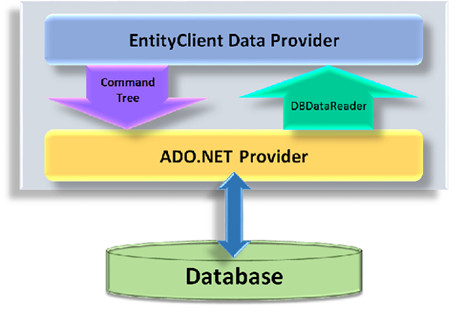 EntityClient Data Provider
Command
Tree
DBDataReader
ADO.NET Provider
Database